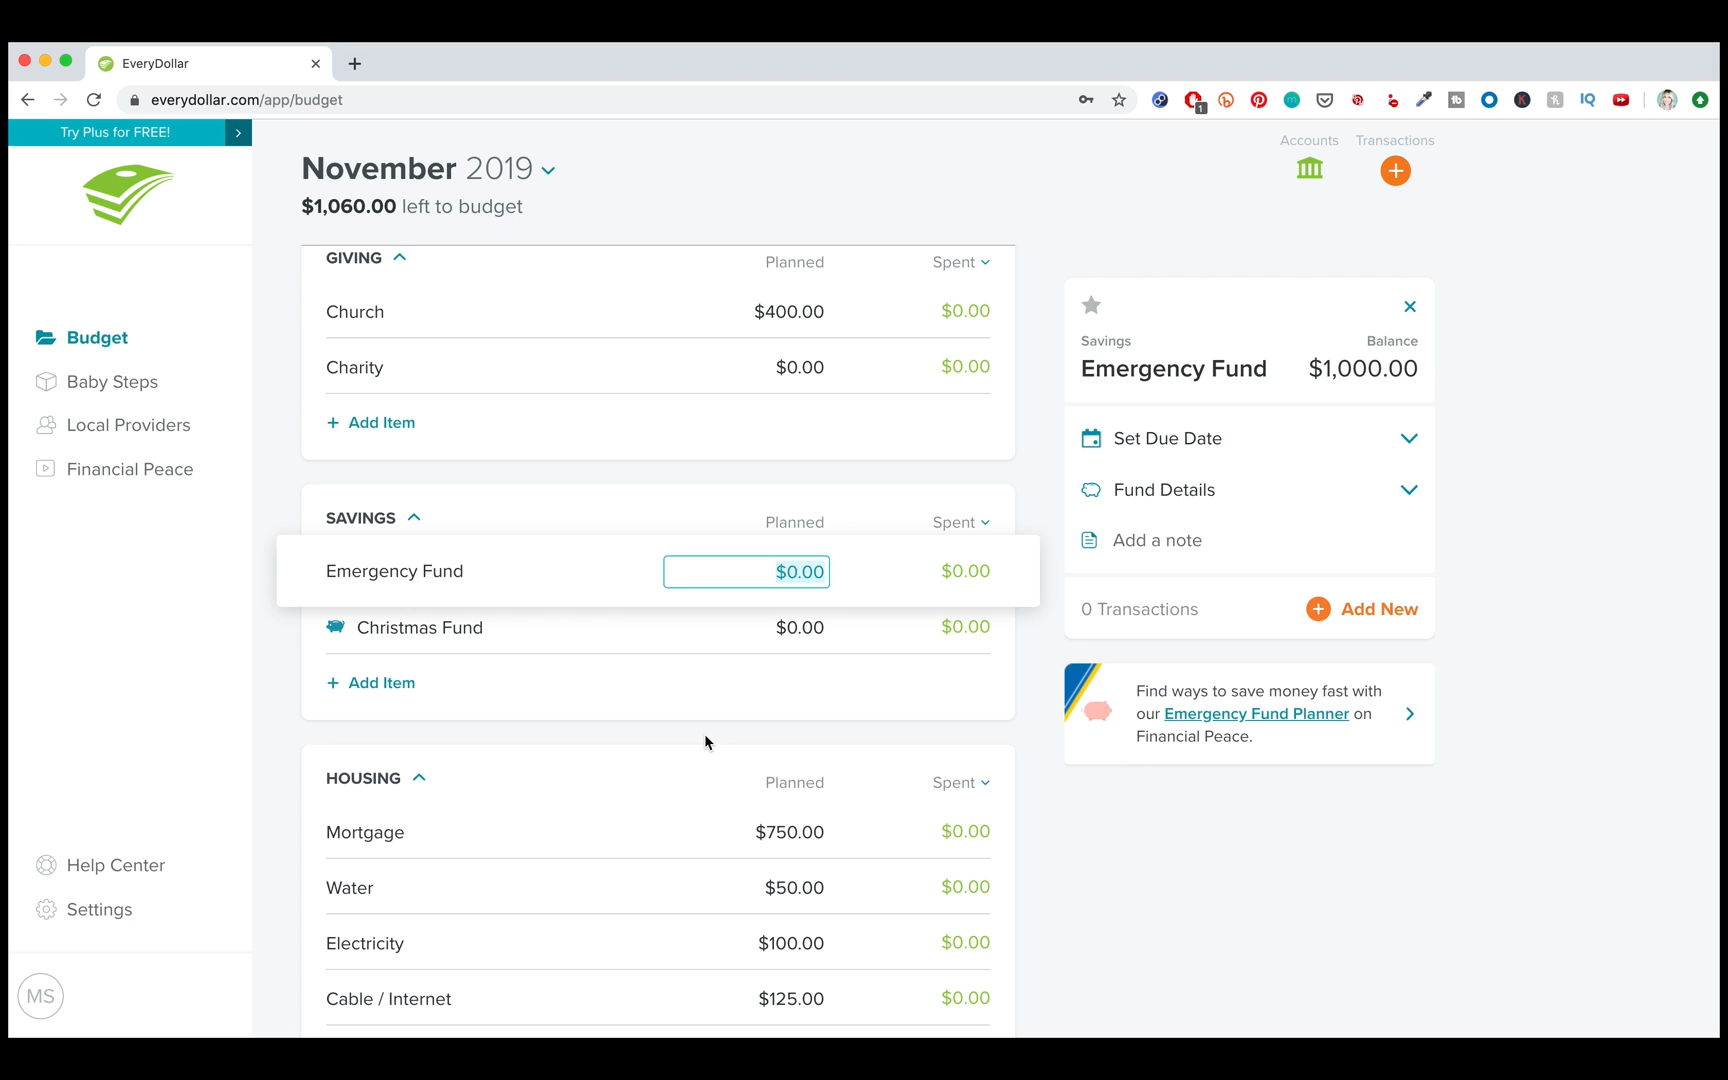 EveryDollar
everydollar.com/app/budget
1
IQ
Try Plus for FREE!
Budget
Baby Steps
Local Providers
Financial Peace
Help Center
Settings
MS
November 2019
$1,060.00 left to budget
Accounts Transactions
GIVING Planned Spent
Church $400.00 $0.00
Charity $0.00 $0.00
+ Add Item
SAVINGS Planned Spent
Emergency Fund $0.00 $0.00
Christmas Fund $0.00 $0.00
+ Add Item
HOUSING Planned Spent
Mortgage $750.00 $0.00
Water $50.00 $0.00
Electricity $100.00 $0.00
Cable / Internet $125.00 $0.00
Savings Balance
Emergency Fund $1,000.00
Set Due Date
Fund Details
Add a note
0 Transactions Add New
Find ways to save money fast with
our Emergency Fund Planner on
Financial Peace.